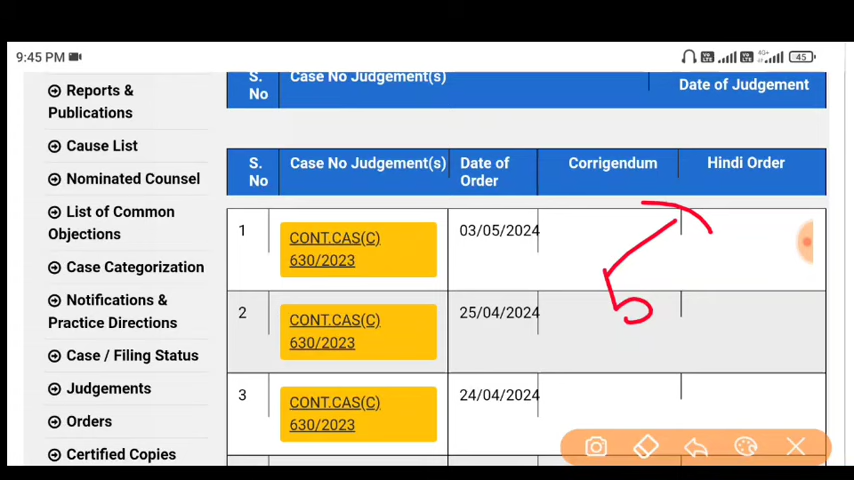 9:45 PM
4G+
45
Reports &
Publications
Cause List
Nominated Counsel
List of Common
Objections
Case Categorization
Notifications &
Practice Directions
Case / Filing Status
Judgements
Orders
Certified Copies
S. No
Case No Judgement(s)
Date of Judgement
S. No
Case No Judgement(s)
Date of Order
Corrigendum
Hindi Order
1
CONT.CAS(C)
630/2023
03/05/2024
2
CONT.CAS(C)
630/2023
25/04/2024
3
CONT.CAS(C)
630/2023
24/04/2024